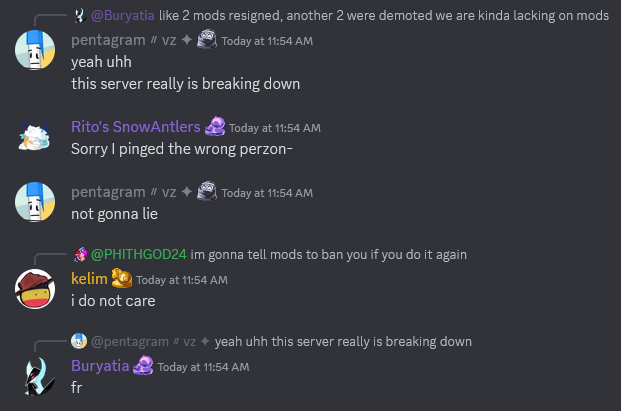 @Buryatia like 2 mods resigned, another 2 were demoted we are kinda lacking on mods
pentagram〃vz ✦ Today at 11:54 AM
yeah uhh
this server really is breaking down
Rito's SnowAntlers Today at 11:54 AM
Sorry I pinged the wrong perzon-
pentagram〃vz ✦ Today at 11:54 AM
not gonna lie
@PHITHGOD24 im gonna tell mods to ban you if you do it again
kelim Today at 11:54 AM
i do not care
@pentagram〃vz ✦ yeah uhh this server really is breaking down
Buryatia Today at 11:54 AM
fr